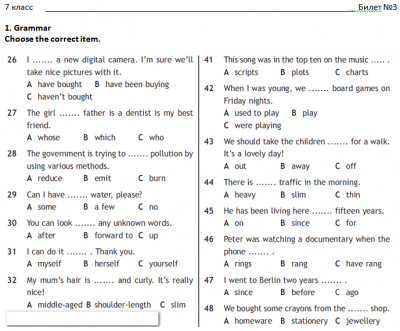 7 класс Билет №3
1. Grammar
Choose the correct item.
26 I ....... a new digital camera. I'm sure we'll
take nice pictures with it.
A have bought B have been buying
C haven't bought
27 The girl ....... father is a dentist is my best
friend.
A whose B which C who
28 The government is trying to ....... pollution by
using various methods.
A reduce B emit C burn
29 Can I have ....... water, please?
A some B a few C no
30 You can look ....... any unknown words.
A after B forward to C up
31 I can do it ....... . Thank you.
A myself B herself C yourself
32 My mum's hair is ....... and curly. It's really
nice!
A middle-aged B shoulder-length C slim
41 This song was in the top ten on the music ..... .
A scripts B plots C charts
42 When I was young, we ....... board games on
Friday nights.
A used to play B play
C were playing
43 We should take the children ....... for a walk.
It's a lovely day!
A out B away C off
44 There is ....... traffic in the morning.
A heavy B slim C thin
45 He has been living here ....... fifteen years.
A on B since C for
46 Peter was watching a documentary when the
phone ....... .
A rings B rang C have rang
47 I went to Berlin two years ....... .
A since B before C ago
48 We bought some crayons from the ....... shop.
A homeware B stationery C jewellery